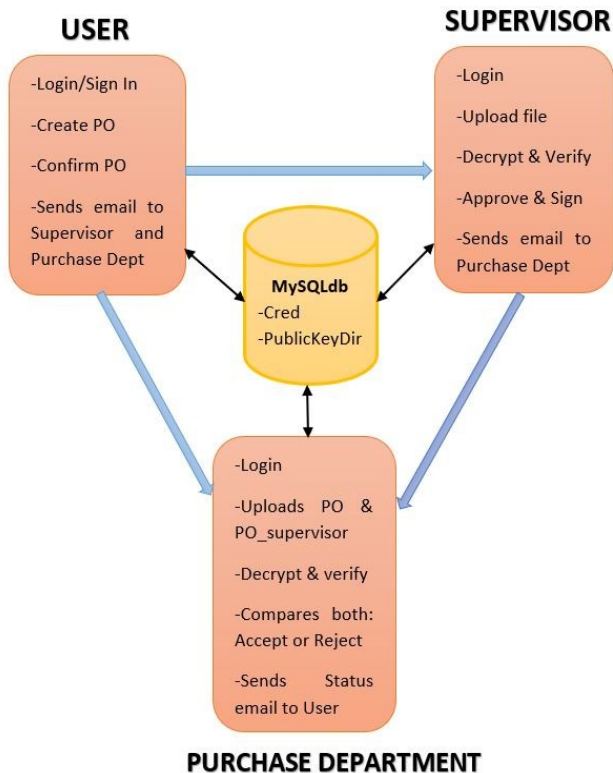 USER
-Login/Sign In
-Create PO
-Confirm PO
-Sends email to
Supervisor and
Purchase Dept
SUPERVISOR
-Login
-Upload file
-Decrypt & Verify
-Approve & Sign
-Sends email to
Purchase Dept
MySQLdb
-Cred
-PublicKeyDir
-Login
-Uploads PO &
PO_supervisor
-Decrypt & verify
-Compares both:
Accept or Reject
-Sends Status
email to User
PURCHASE DEPARTMENT